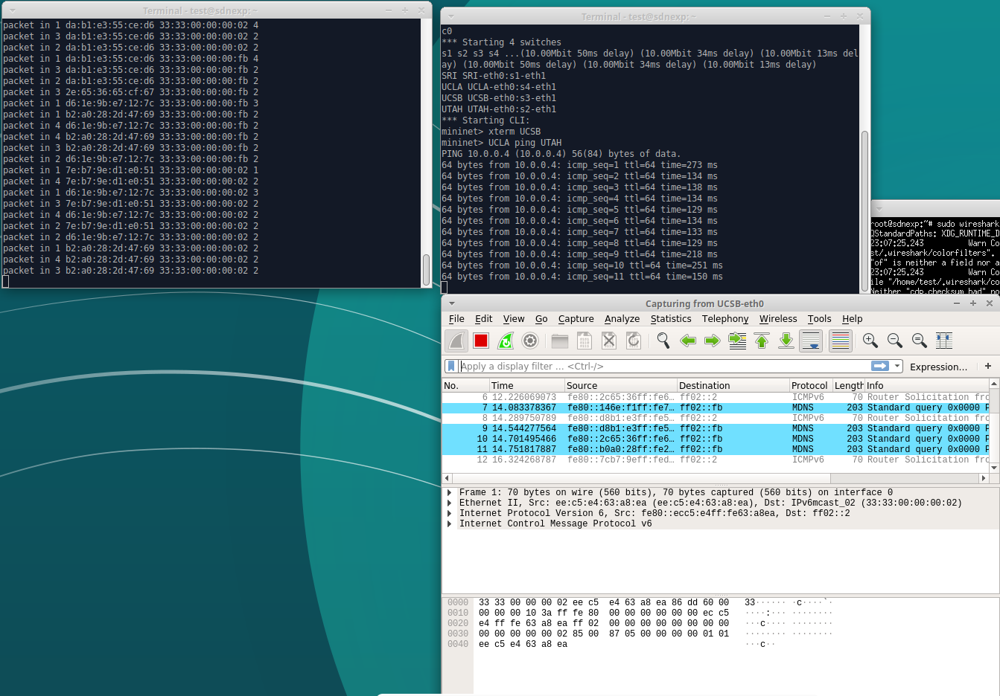 Terminal - test@sdnexp: ~
packet in 1 da:b1:e3:55:ce:d6 33:33:00:00:00:02 4
packet in 3 da:b1:e3:55:ce:d6 33:33:00:00:00:02 2
packet in 2 da:b1:e3:55:ce:d6 33:33:00:00:00:02 2
packet in 1 da:b1:e3:55:ce:d6 33:33:00:00:00:fb 4
packet in 3 da:b1:e3:55:ce:d6 33:33:00:00:00:fb 2
packet in 2 da:b1:e3:55:ce:d6 33:33:00:00:00:fb 2
packet in 3 2e:65:36:65:cf:67 33:33:00:00:00:fb 2
packet in 1 d6:1e:9b:e7:12:7c 33:33:00:00:00:fb 3
packet in 1 b2:a0:28:2d:47:69 33:33:00:00:00:fb 2
packet in 4 d6:1e:9b:e7:12:7c 33:33:00:00:00:fb 2
packet in 4 b2:a0:28:2d:47:69 33:33:00:00:00:fb 2
packet in 3 b2:a0:28:2d:47:69 33:33:00:00:00:fb 2
packet in 2 d6:1e:9b:e7:12:7c 33:33:00:00:00:fb 2
packet in 1 7e:b7:9e:d1:e0:51 33:33:00:00:00:02 1
packet in 4 7e:b7:9e:d1:e0:51 33:33:00:00:00:02 2
packet in 1 d6:1e:9b:e7:12:7c 33:33:00:00:00:02 3
packet in 3 7e:b7:9e:d1:e0:51 33:33:00:00:00:02 2
packet in 4 d6:1e:9b:e7:12:7c 33:33:00:00:00:02 2
packet in 2 7e:b7:9e:d1:e0:51 33:33:00:00:00:02 2
packet in 2 d6:1e:9b:e7:12:7c 33:33:00:00:00:02 2
packet in 1 b2:a0:28:2d:47:69 33:33:00:00:00:02 2
packet in 4 b2:a0:28:2d:47:69 33:33:00:00:00:02 2
packet in 3 b2:a0:28:2d:47:69 33:33:00:00:00:02 2
Terminal - test@sdnexp: ~
c0
*** Starting 4 switches
s1 s2 s3 s4 ...(10.00Mbit 50ms delay) (10.00Mbit 34ms delay) (10.00Mbit 13ms del
ay) (10.00Mbit 50ms delay) (10.00Mbit 34ms delay) (10.00Mbit 13ms delay)
SRI SRI-eth0:s1-eth1
UCLA UCLA-eth0:s4-eth1
UCSB UCSB-eth0:s3-eth1
UTAH UTAH-eth0:s2-eth1
*** Starting CLI:
mininet> xterm UCSB
mininet> UCLA ping UTAH
PING 10.0.0.4 (10.0.0.4) 56(84) bytes of data.
64 bytes from 10.0.0.4: icmp_seq=1 ttl=64 time=273 ms
64 bytes from 10.0.0.4: icmp_seq=2 ttl=64 time=134 ms
64 bytes from 10.0.0.4: icmp_seq=3 ttl=64 time=138 ms
64 bytes from 10.0.0.4: icmp_seq=4 ttl=64 time=134 ms
64 bytes from 10.0.0.4: icmp_seq=5 ttl=64 time=129 ms
64 bytes from 10.0.0.4: icmp_seq=6 ttl=64 time=134 ms
64 bytes from 10.0.0.4: icmp_seq=7 ttl=64 time=133 ms
64 bytes from 10.0.0.4: icmp_seq=8 ttl=64 time=129 ms
64 bytes from 10.0.0.4: icmp_seq=9 ttl=64 time=218 ms
64 bytes from 10.0.0.4: icmp_seq=10 ttl=64 time=251 ms
64 bytes from 10.0.0.4: icmp_seq=11 ttl=64 time=150 ms
root@sdnexp:~# sudo wireshark
QStandardPaths: XDG_RUNTIME_D
23:07:25.243 Warn Co
st/.wireshark/colorfilters".
"of" is neither a field nor a
23:07:25.243 Warn Co
ile "/home/test/.wireshark/co
Neither "cdp.checksum_bad" no
Capturing from UCSB-eth0
File Edit View Go Capture Analyze Statistics Telephony Wireless Tools Help
Apply a display filter ... <Ctrl-/> Expression... +
No. Time Source Destination Protocol Length Info
6 12.226069073 fe80::2c65:36ff:fe6… ff02::2 ICMPv6 70 Router Solicitation fro
7 14.083378367 fe80::146e:f1ff:fe7… ff02::fb MDNS 203 Standard query 0x0000 P
8 14.289750789 fe80::d8b1:e3ff:fe5… ff02::2 ICMPv6 70 Router Solicitation fro
9 14.544277564 fe80::d8b1:e3ff:fe5… ff02::fb MDNS 203 Standard query 0x0000 P
10 14.701495466 fe80::2c65:36ff:fe6… ff02::fb MDNS 203 Standard query 0x0000 P
11 14.751817887 fe80::b0a0:28ff:fe2… ff02::fb MDNS 203 Standard query 0x0000 P
12 16.324268787 fe80::7cb7:9eff:fed… ff02::2 ICMPv6 70 Router Solicitation fro
Frame 1: 70 bytes on wire (560 bits), 70 bytes captured (560 bits) on interface 0
Ethernet II, Src: ee:c5:e4:63:a8:ea (ee:c5:e4:63:a8:ea), Dst: IPv6mcast_02 (33:33:00:00:00:02)
Internet Protocol Version 6, Src: fe80::ecc5:e4ff:fe63:a8ea, Dst: ff02::2
Internet Control Message Protocol v6
0000 33 33 00 00 00 02 ee c5 e4 63 a8 ea 86 dd 60 00 33······ ·c····`·
0010 00 00 00 10 3a ff fe 80 00 00 00 00 00 00 ec c5 ····:··· ········
0020 e4 ff fe 63 a8 ea ff 02 00 00 00 00 00 00 00 00 ···c···· ········
0030 00 00 00 00 00 02 85 00 87 05 00 00 00 00 01 01 ········ ········
0040 ee c5 e4 63 a8 ea ···c··